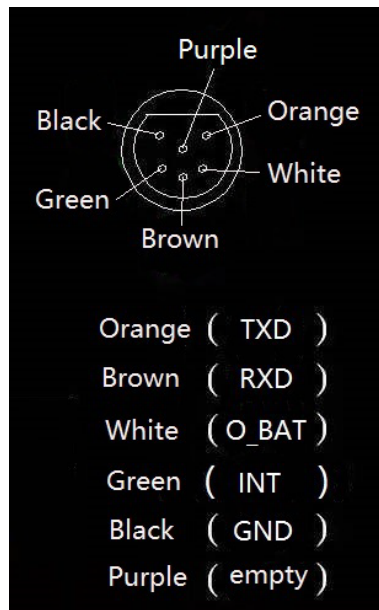 Purple
Black
Orange
White
Green
Brown
Orange ( TXD )
Brown ( RXD )
White ( O_BAT )
Green ( INT )
Black ( GND )
Purple ( empty )